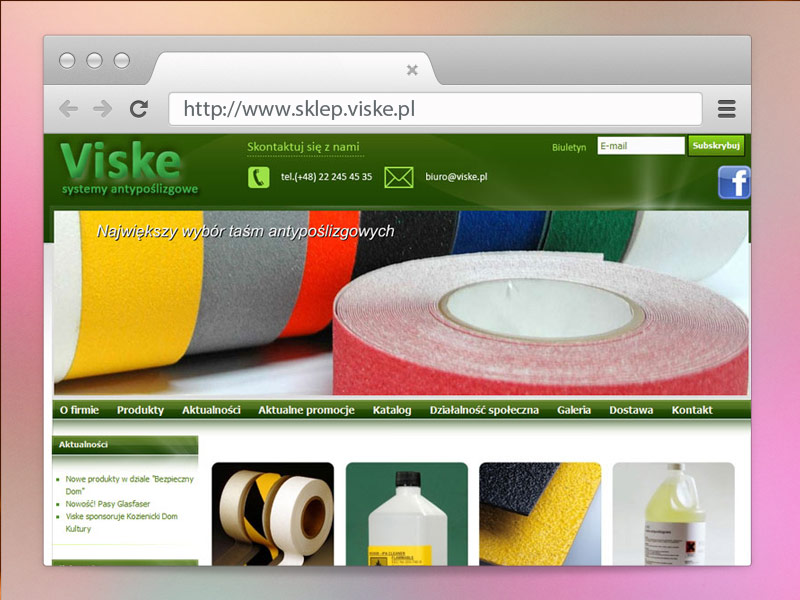 http://www.sklep.viske.pl
Viske
systemy antypoślizgowe
Skontaktuj się z nami
tel.(+48) 22 245 45 35
biuro@viske.pl
Biuletyn
E-mail
Subskrybuj
f
Największy wybór taśm antypoślizgowych
O firmie Produkty Aktualności Aktualne promocje Katalog Działalność społeczna Galeria Dostawa Kontakt
Aktualności
Nowe produkty w dziale "Bezpieczny
Dom"
Nowość! Pasy Glasfaser
Viske sponsoruje Kozienicki Dom
Kultury